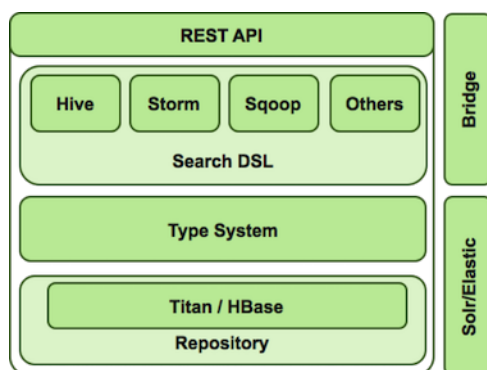 REST API
Hive
Storm
Sqoop
Others
Search DSL
Type System
Titan / HBase
Repository
Bridge
Solr/Elastic